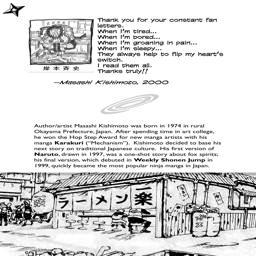 Thank you for your constant fan
letters.
When I'm tired...
When I'm bored...
When I'm groaning in pain...
When I'm sleepy...
They always help to flip my heart's
switch.
I read them all.
Thanks truly!!
岸本斉史
—Masashi Kishimoto, 2000
Author/artist Masashi Kishimoto was born in 1974 in rural
Okayama Prefecture, Japan. After spending time in art college,
he won the Hop Step Award for new manga artists with his
manga Karakuri ("Mechanism"). Kishimoto decided to base his
next story on traditional Japanese culture. His first version of
Naruto, drawn in 1997, was a one-shot story about fox spirits;
his final version, which debuted in Weekly Shonen Jump in
1999, quickly became the most popular ninja manga in Japan.
ラーメン
楽